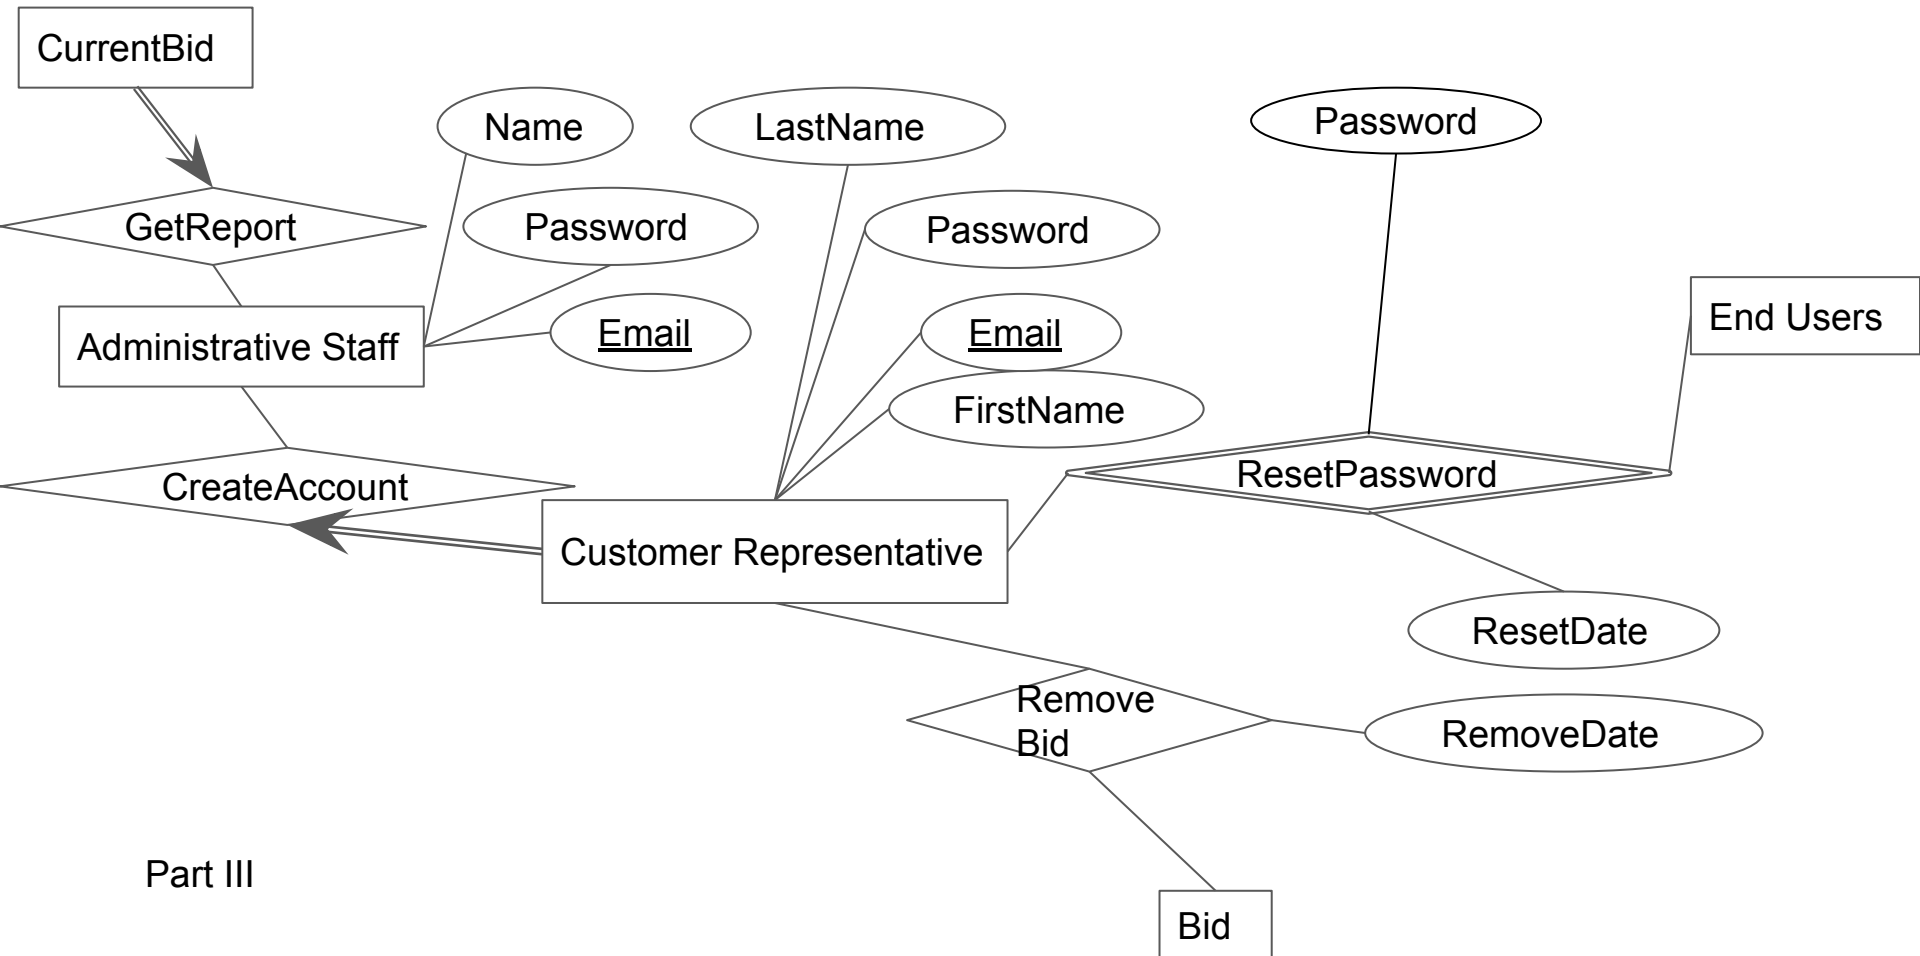 CurrentBid
Name
LastName
Password
GetReport
Password
Password
Administrative Staff
Email
Email
End Users
FirstName
CreateAccount
ResetPassword
Customer Representative
ResetDate
Remove
Bid
RemoveDate
Part III
Bid